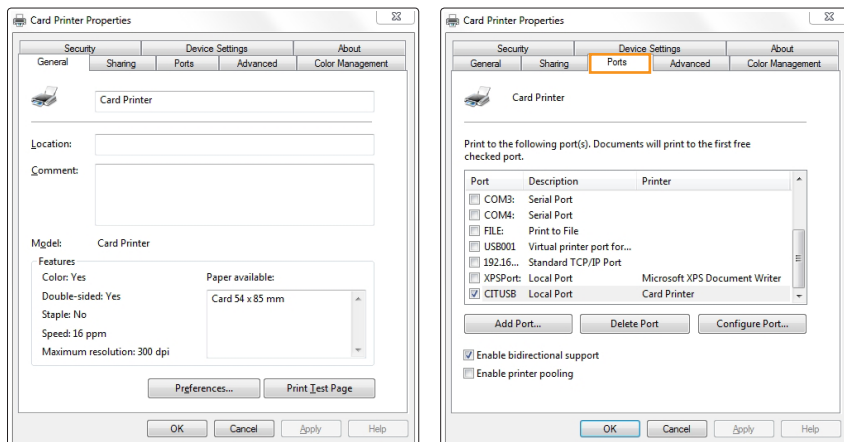 Card Printer Properties
Security Device Settings About
General Sharing Ports Advanced Color Management
Card Printer
Location:
Comment:
Model: Card Printer
Features
Color: Yes Paper available:
Double-sided: Yes Card 54 x 85 mm
Staple: No
Speed: 16 ppm
Maximum resolution: 300 dpi
Preferences... Print Test Page
OK Cancel Apply Help
Card Printer Properties
Security Device Settings About
General Sharing Ports Advanced Color Management
Card Printer
Print to the following port(s). Documents will print to the first free
checked port.
Port Description Printer
COM3: Serial Port
COM4: Serial Port
FILE: Print to File
USB001 Virtual printer port for...
192.16... Standard TCP/IP Port
XPSPort: Local Port Microsoft XPS Document Writer
CITUSB Local Port Card Printer
Add Port... Delete Port Configure Port...
Enable bidirectional support
Enable printer pooling
OK Cancel Apply Help